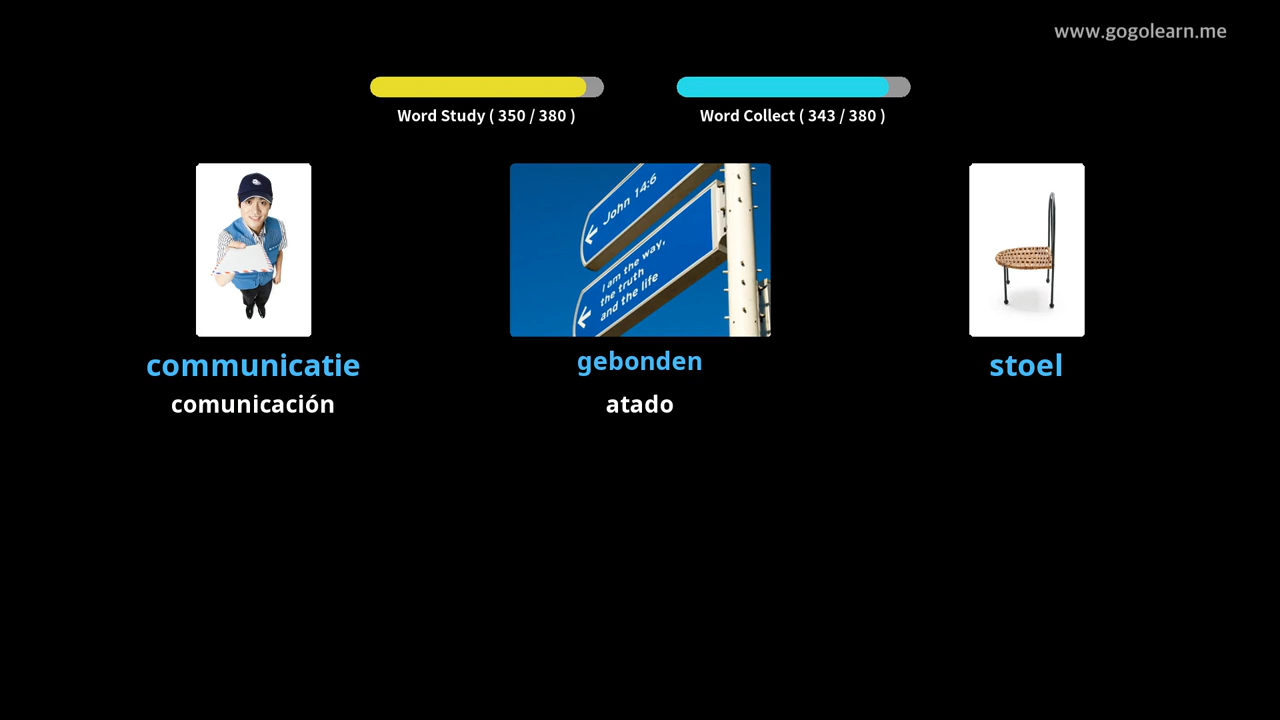 www.gogolearn.me
Word Study ( 350 / 380 )
Word Collect ( 343 / 380 )
John 14:6
I am the way,
the truth
and the life
communicatie
gebonden
stoel
comunicación
atado